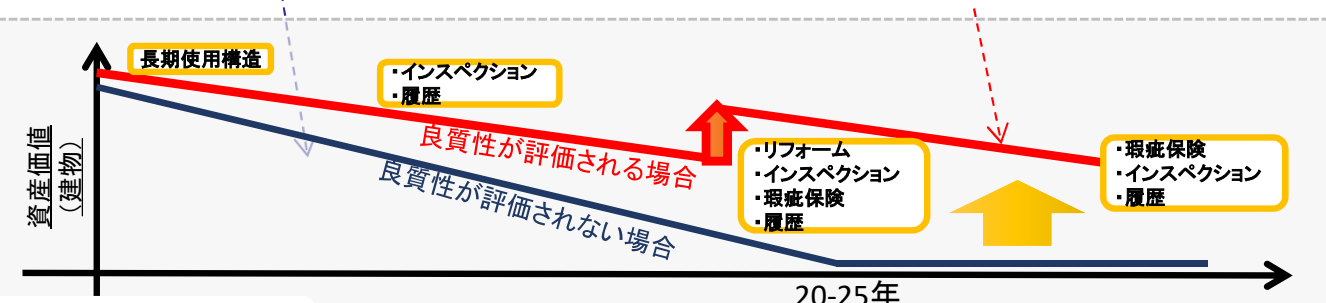 長期使用構造
・インスペクション
・履歴
資産価値
（建物）
良質性が評価される場合
良質性が評価されない場合
・リフォーム
・インスペクション
・瑕疵保険
・履歴
・瑕疵保険
・インスペクション
・履歴
20-25年